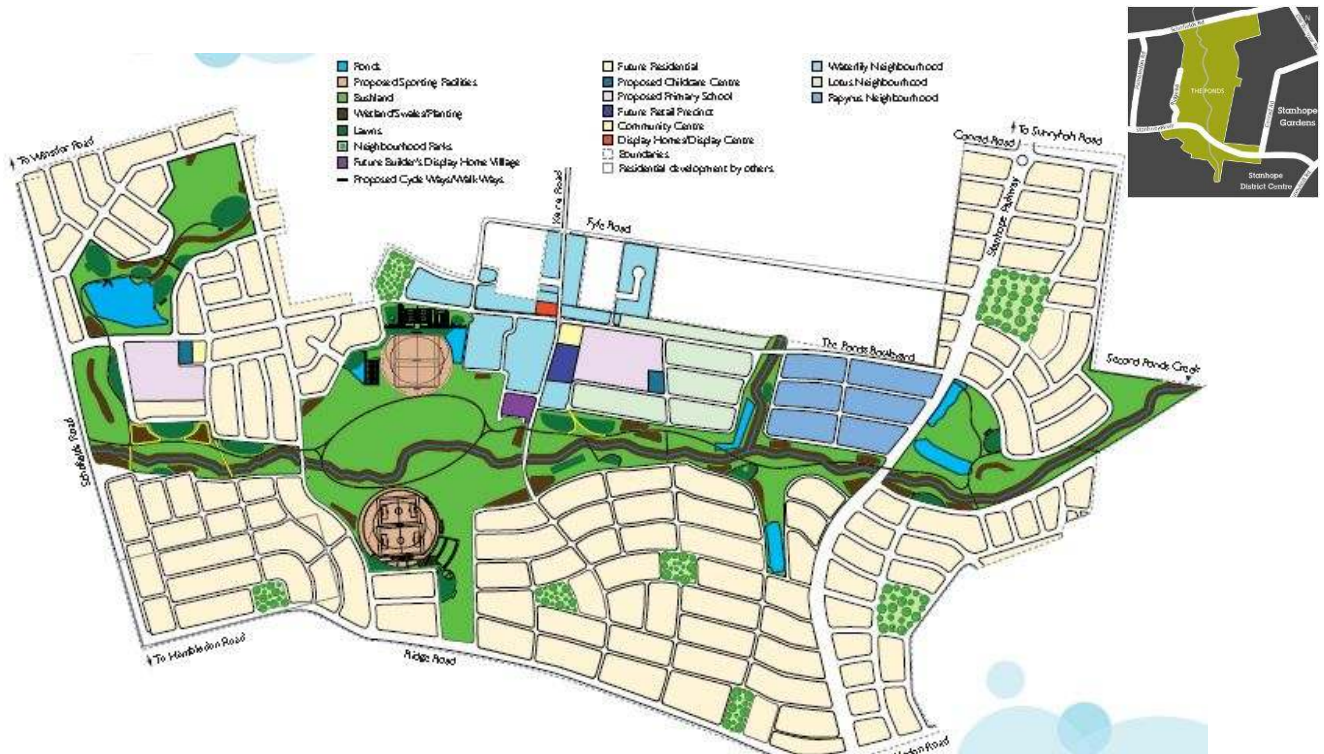 Ponds
Proposed Sporting Facilities
Bushland
Wetland/Swales/Planting
Lawns
Neighbourhood Parks
Future Builder's Display Home Village
Proposed Cycle Ways/Walk Ways
Future Residential
Proposed Childcare Centre
Proposed Primary School
Future Retail Precinct
Community Centre
Display Homes/Display Centre
Boundaries
Residential development by others
Waterlily Neighbourhood
Lotus Neighbourhood
Papyrus Neighbourhood
N
Schofields Rd
THE PONDS
Stanhope
Gardens
Stanhope
District Centre
To Windsor Road
Fyfe Road
Conrad Road
To Sunnyholt Road
Stanhope Parkway
The Ponds Boulevard
Second Ponds Creek
Schofields Road
To Hambledon Road
Ridge Road